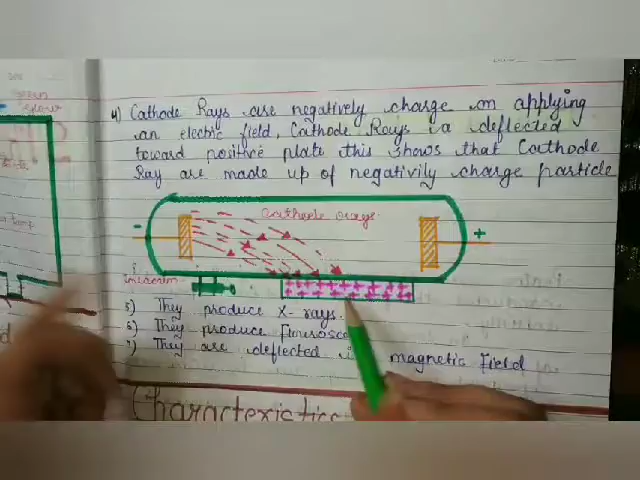 4) Cathode Rays are negatively charge on applying
an electric field, Cathode Rays is deflected
toward positive plate this shows that Cathode
Ray are made up of negativily charge particle
Cathode rays
-
+
5) They produce X-rays.
6) They produce
7) They are deflected magnetic field
Characteristics